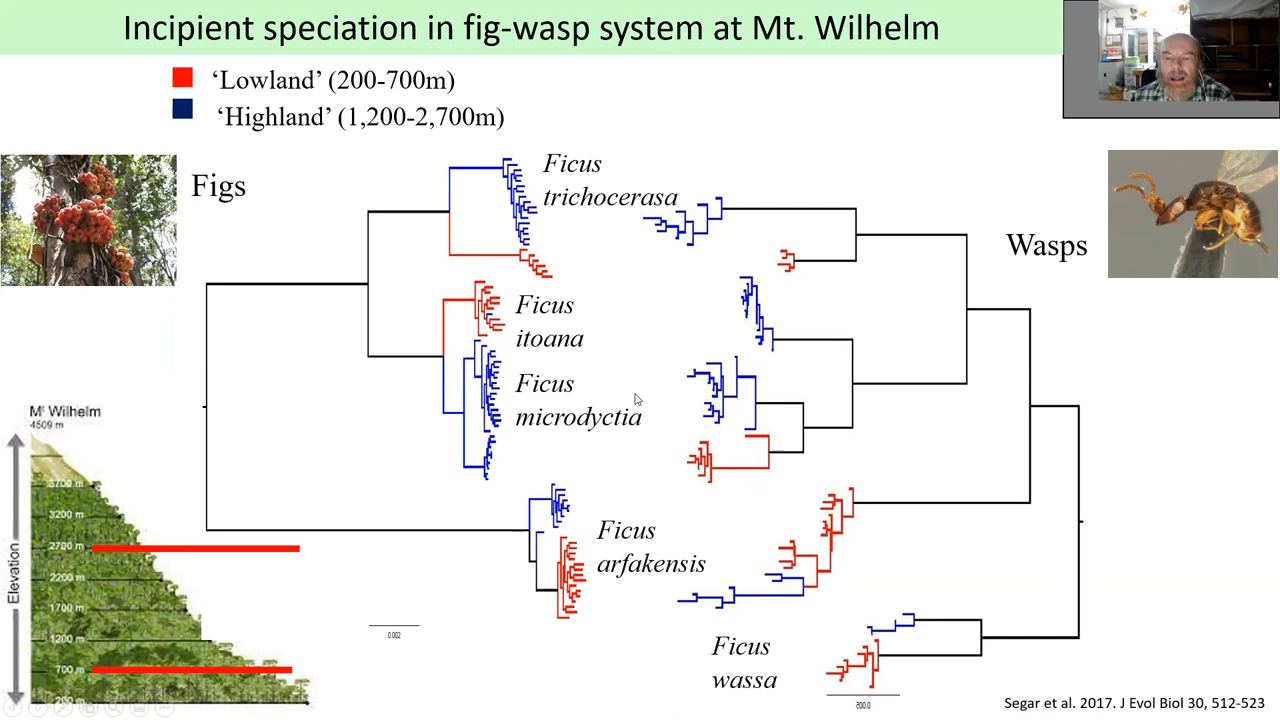 Incipient speciation in fig-wasp system at Mt. Wilhelm
‘Lowland’ (200-700m)
‘Highland’ (1,200-2,700m)
Figs
Ficus
trichocerasa
Wasps
Ficus
itoana
Ficus
microdyctia
Mt Wilhelm
4509 m
3700 m
3200 m
2700 m
2200 m
1700 m
1200 m
700 m
200 m
Elevation
Ficus
arfakensis
0.002
Ficus
wassa
Segar et al. 2017. J Evol Biol 30, 512-523